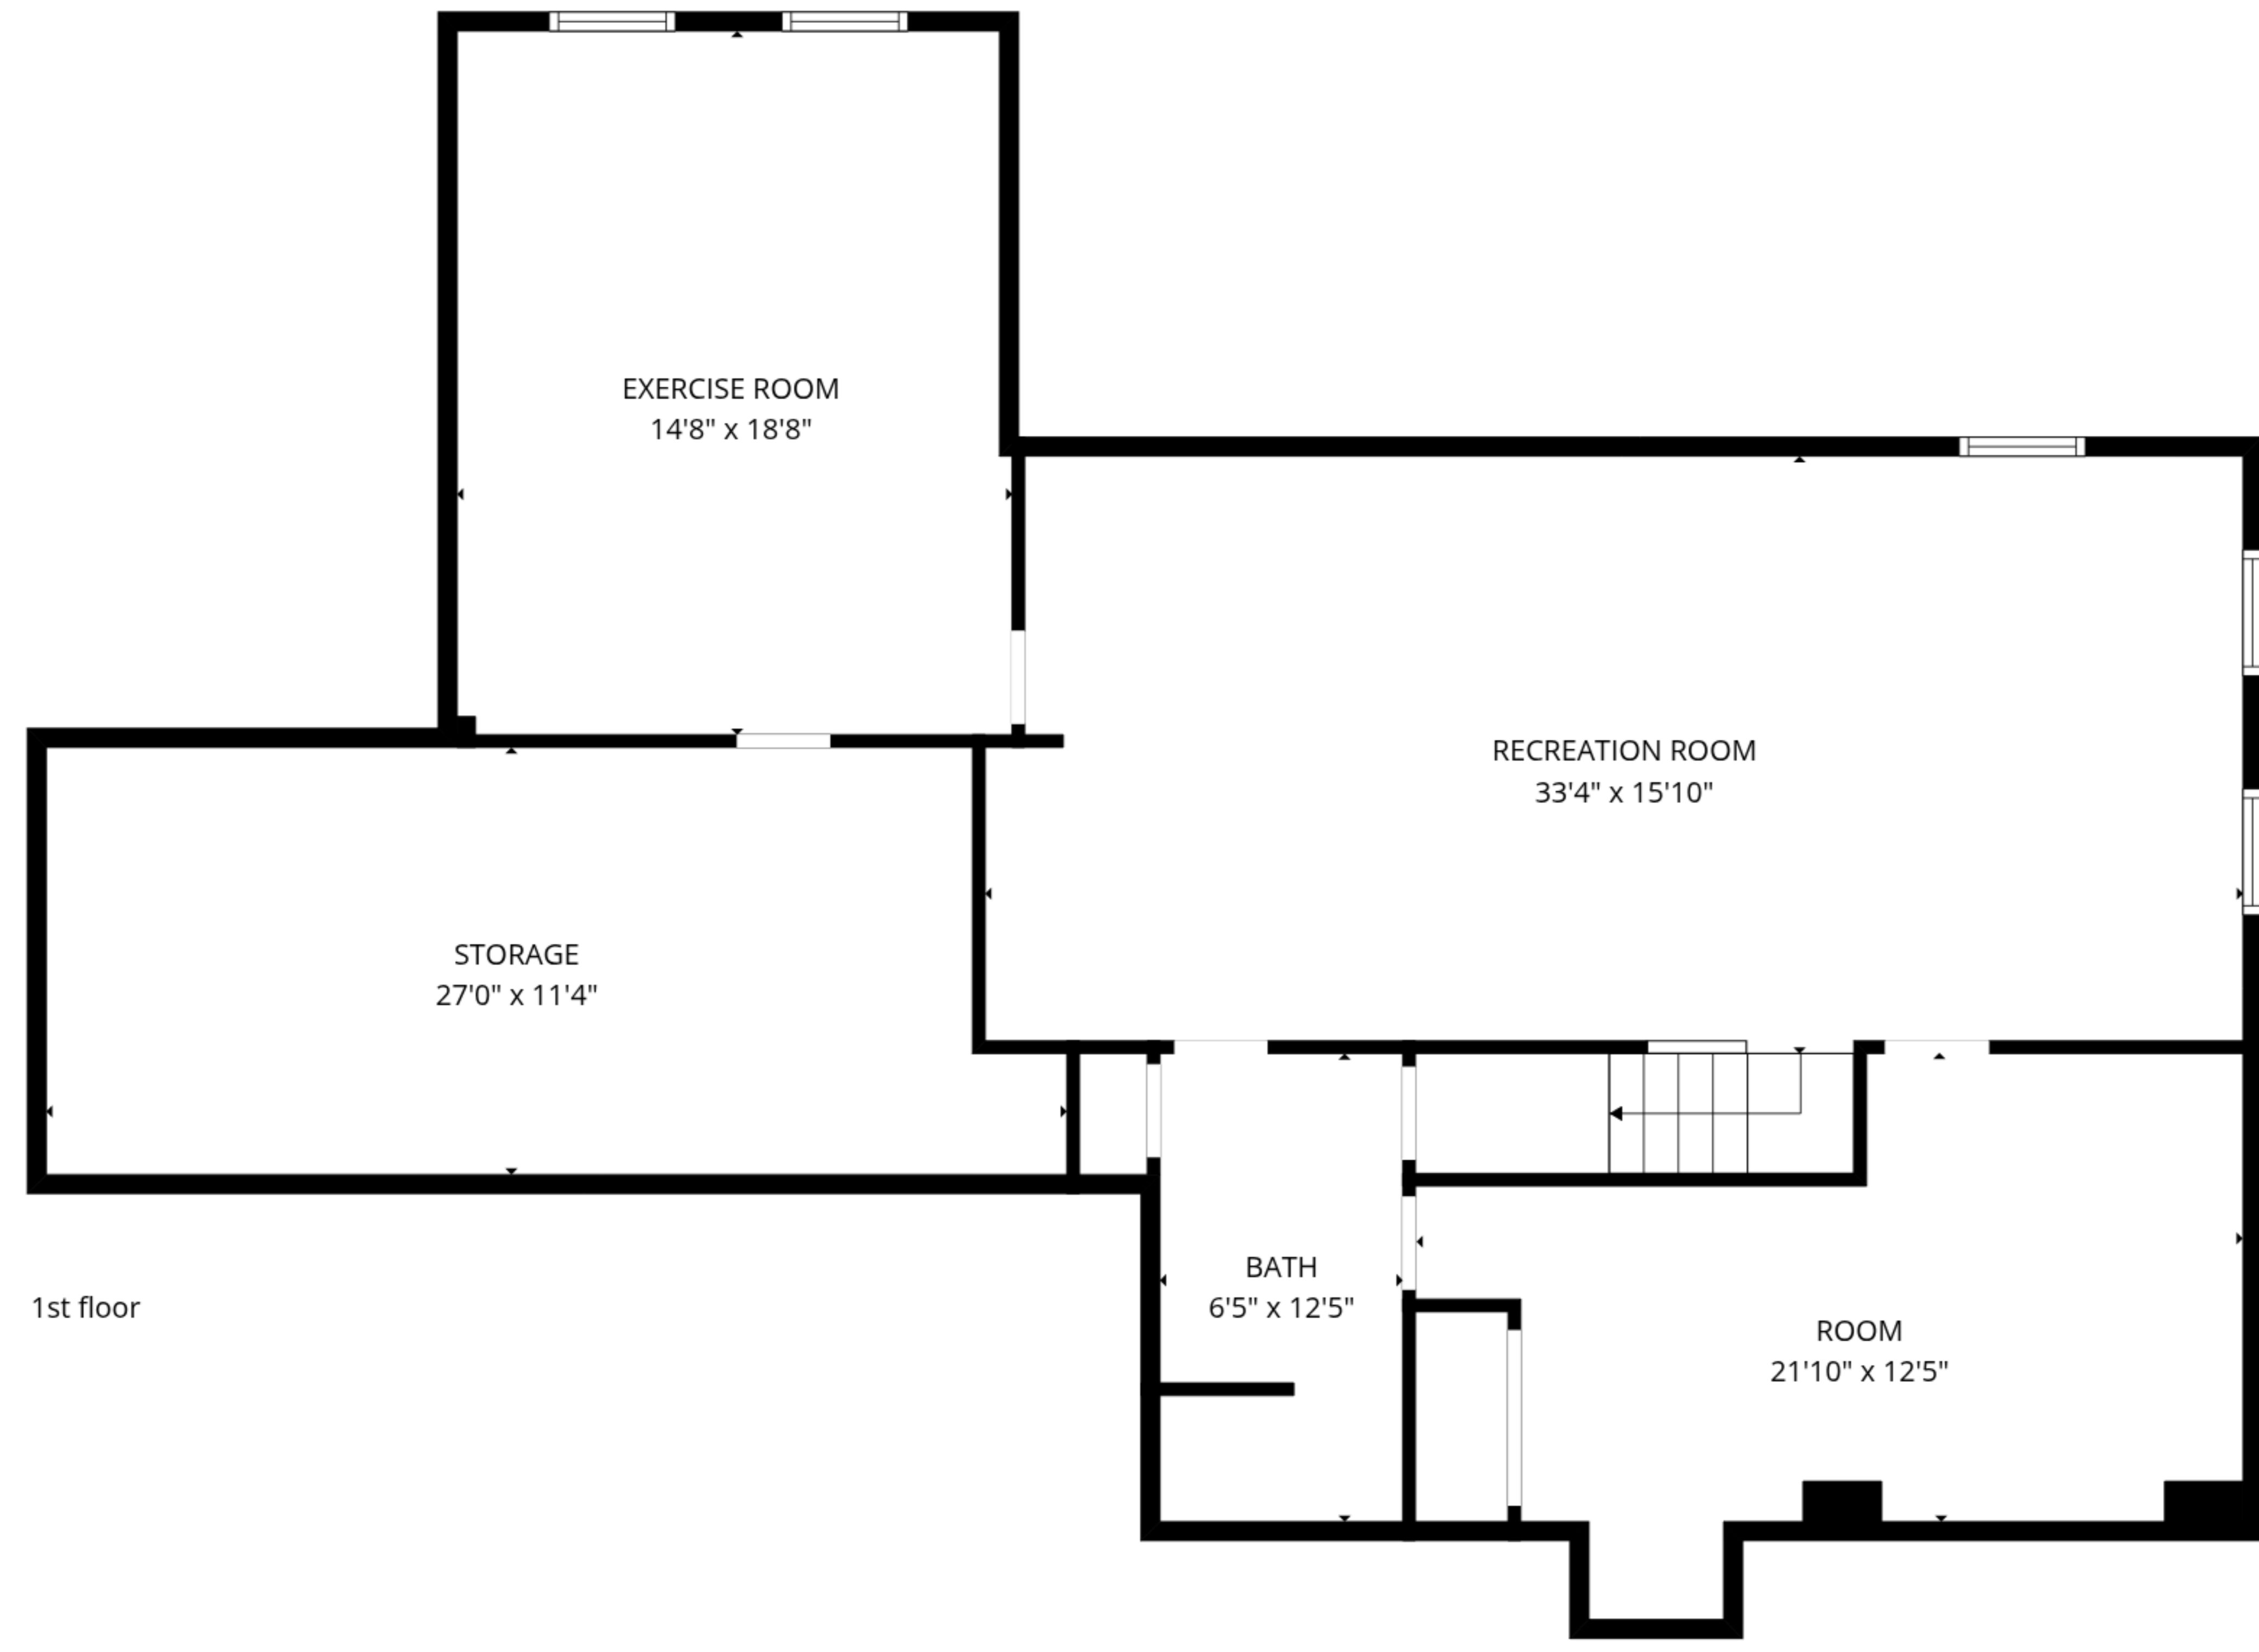 EXERCISE ROOM
14'8" x 18'8"
RECREATION ROOM
33'4" x 15'10"
STORAGE
27'0" x 11'4"
BATH
6'5" x 12'5"
1st floor
ROOM
21'10" x 12'5"